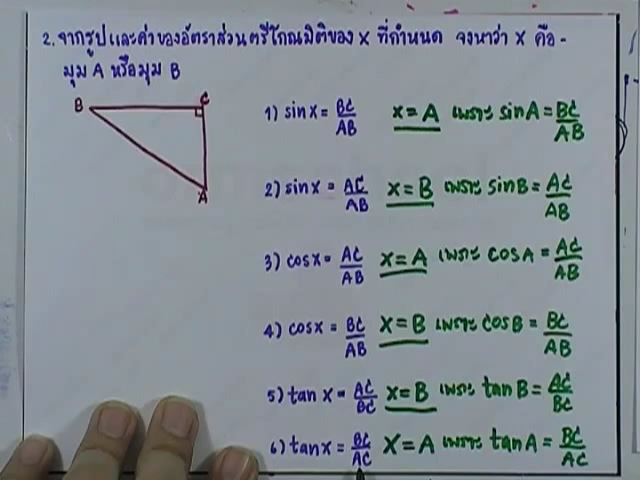 2. จากรูปและค่าของอัตราส่วนตรีโกณมิติของ x ที่กำหนด จงหาว่า x คือ -
มุม A หรือมุม B
B
C
A
1) sin x = BC/AB x = A เพราะ sin A = BC/AB
2) sin x = AC/AB x = B เพราะ sin B = AC/AB
3) cos x = AC/AB x = A เพราะ cos A = AC/AB
4) cos x = BC/AB x = B เพราะ cos B = BC/AB
5) tan x = AC/BC x = B เพราะ tan B = AC/BC
6) tan x = BC/AC x = A เพราะ tan A = BC/AC